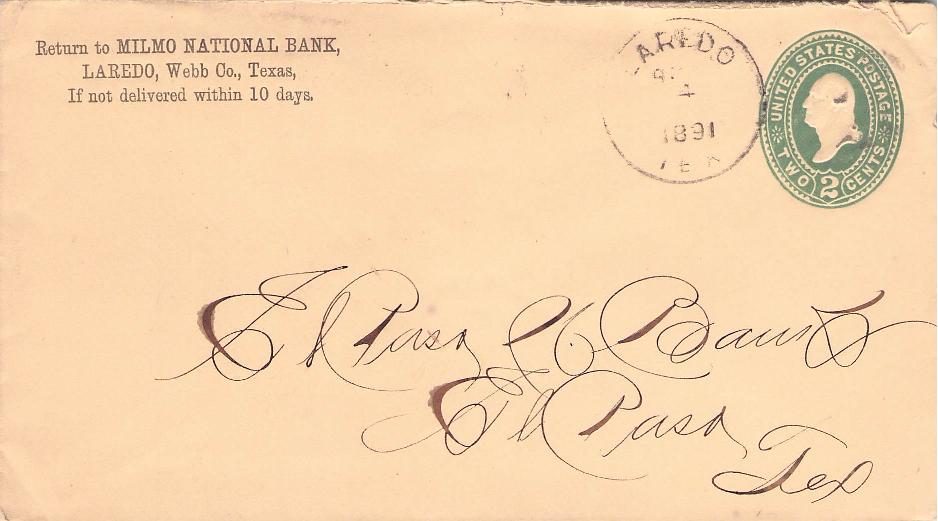 Return to MILMO NATIONAL BANK,
LAREDO, Webb Co., Texas,
If not delivered within 10 days.
LAREDO
4
1891
TEX
UNITED STATES POSTAGE
TWO 2 CENTS
El Paso N. Bank
El Paso
Tex